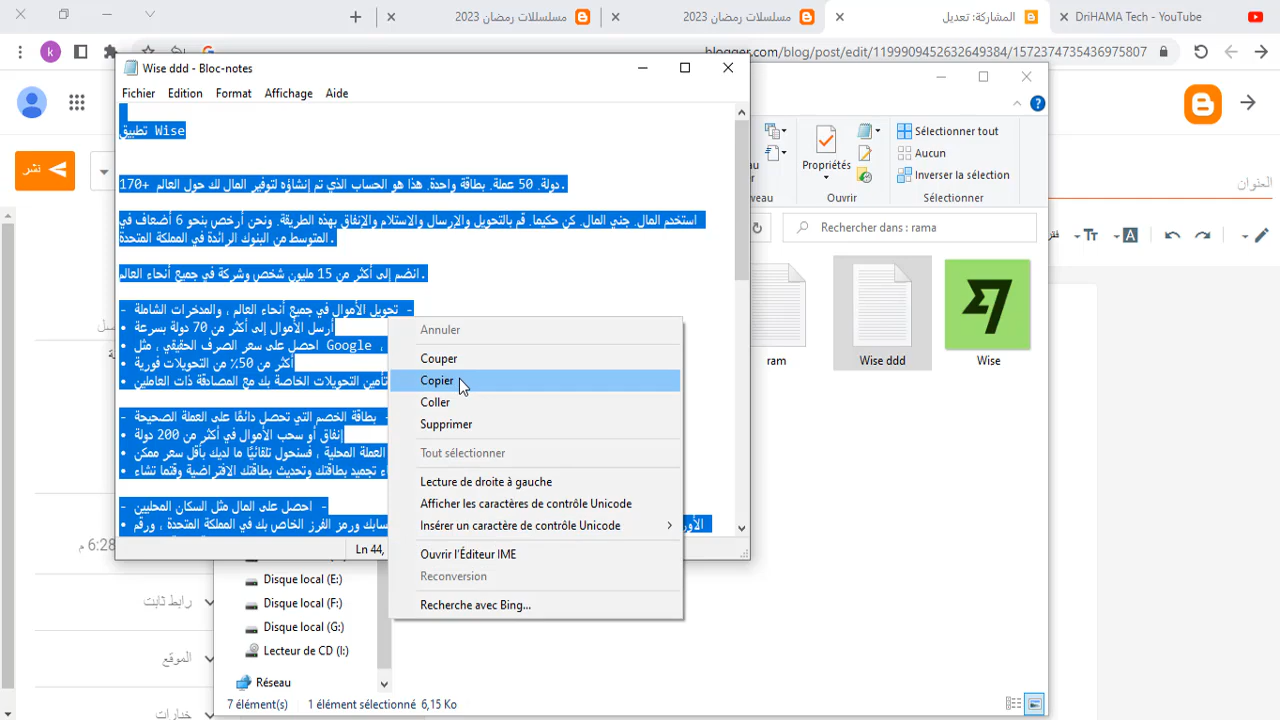 مسلسللات رمضان 2023
مسلسلات رمضان 2023
المشاركة: تعديل
DriHAMA Tech - YouTube
k
blogger.com/blog/post/edit/1199909452632649384/1572374735436975807
Wise ddd - Bloc-notes
Fichier Edition Format Affichage Aide
تطبيق Wise
170+ دولة. 50 عملة. بطاقة واحدة. هذا هو الحساب الذي تم إنشاؤه لتوفير المال لك حول العالم.
استخدم المال. جني المال. كن حكيما. قم بالتحويل والإرسال والاستلام والإنفاق بهذه الطريقة. ونحن أرخص بنحو 6 أضعاف في
المتوسط من البنوك الرائدة في المملكة المتحدة.
انضم إلى أكثر من 15 مليون شخص وشركة في جميع أنحاء العالم.
- تحويل الأموال في جميع أنحاء العالم ، والمدخرات الشاملة -
• أرسل الأموال إلى أكثر من 70 دولة بسرعة
• احصل على سعر الصرف الحقيقي ، مثل Google ،
• أكثر من 50٪ من التحويلات فورية
• تأمين التحويلات الخاصة بك مع المصادقة ذات العاملين
- بطاقة الخصم التي تحصل دائمًا على العملة الصحيحة -
• إنفاق أو سحب الأموال في أكثر من 200 دولة
• العملة المحلية ، فسنحول تلقائيًا ما لديك بأقل سعر ممكن
• تجميد بطاقتك وتحديث بطاقتك الافتراضية وقتما تشاء
- احصل على المال مثل السكان المحليين -
• سابك ورمز الفرز الخاص بك في المملكة المتحدة ، ورقم الأور
Ln 44,
Annuler
Couper
Copier
Coller
Supprimer
Tout sélectionner
Lecture de droite à gauche
Afficher les caractères de contrôle Unicode
Insérer un caractère de contrôle Unicode
Ouvrir l'Éditeur IME
Reconversion
Recherche avec Bing...
au
veau
Propriétés
Ouvrir
Sélectionner tout
Aucun
Inverser la sélection
Sélectionner
Rechercher dans : rama
ram
Wise ddd
Wise
Disque local (E:)
Disque local (F:)
Disque local (G:)
Lecteur de CD (I:)
Réseau
7 élément(s) 1 élément sélectionné 6,15 Ko
نشر
العنوان
فقر
6:28 م
رابط ثابت
الموقع
خيارات